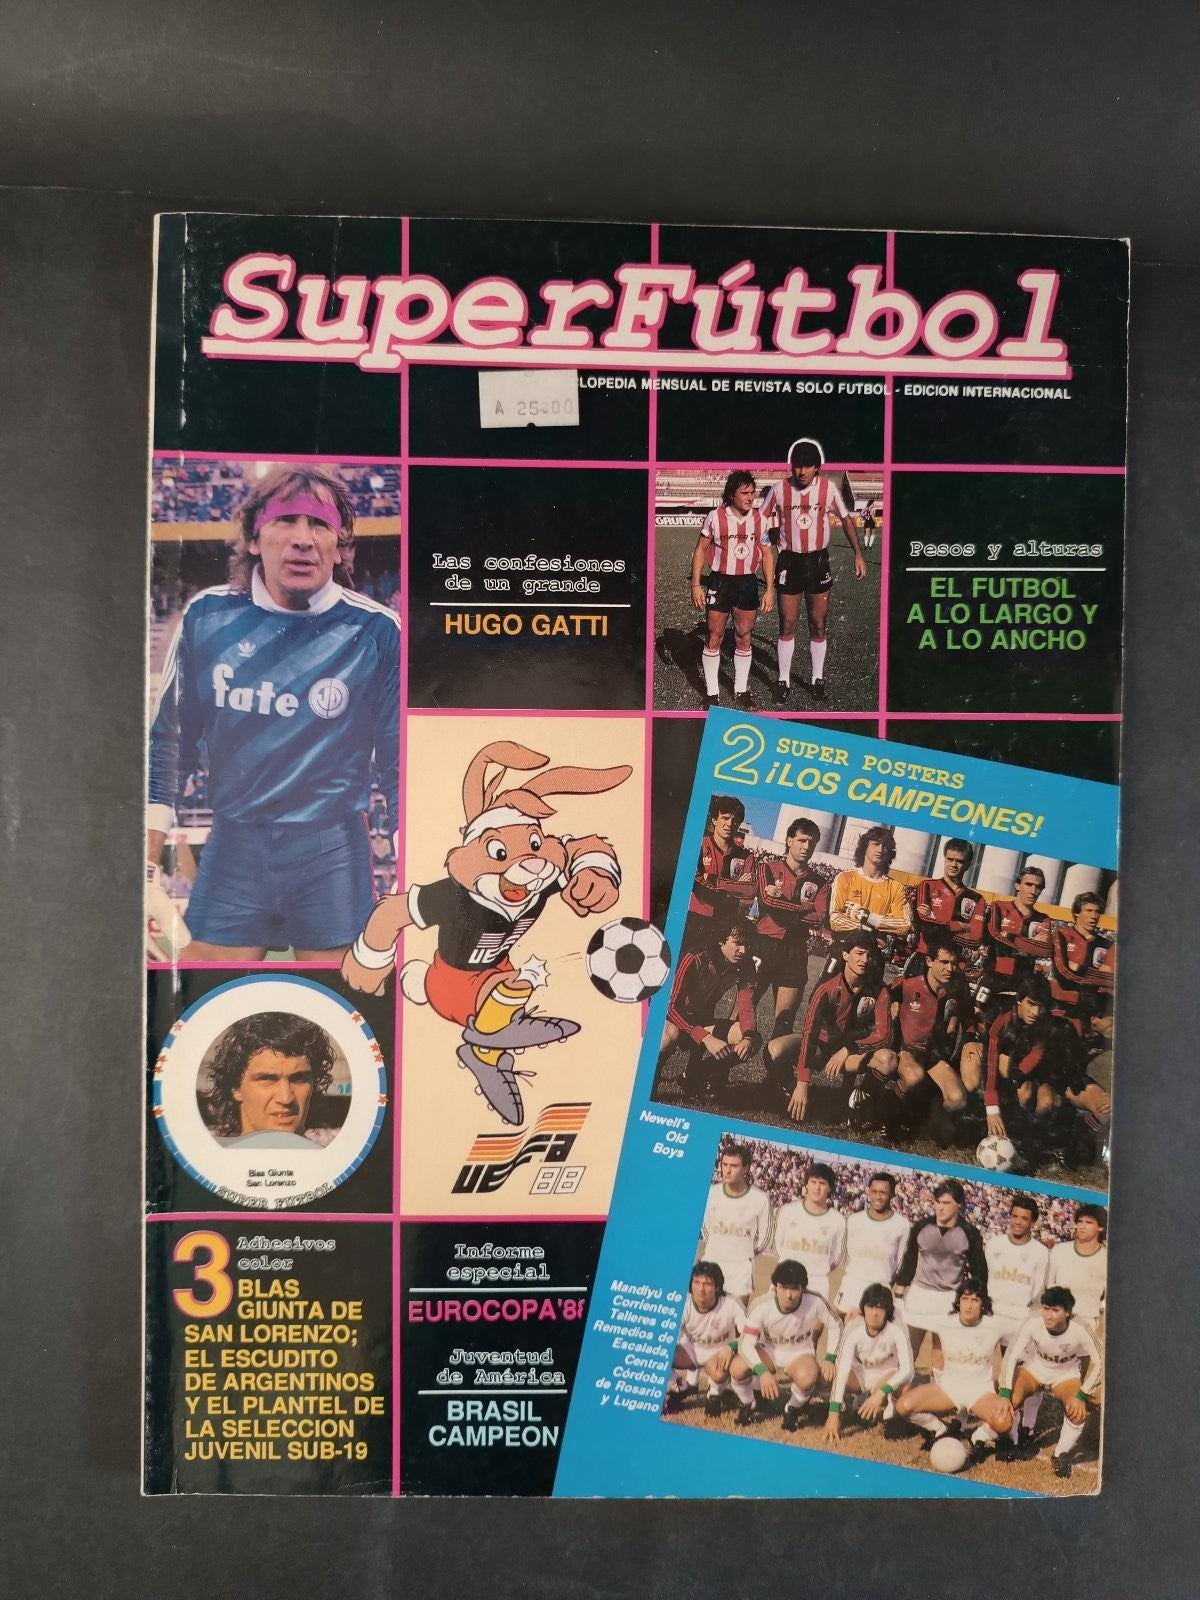 SuperFútbol
CLOPEDIA MENSUAL DE REVISTA SOLO FUTBOL - EDICION INTERNACIONAL
A 25.00
Las confesiones
de un grande
HUGO GATTI
GRUNDIG
TOPPER
TOPPER
Pesos y alturas
EL FUTBOL
A LO LARGO Y
A LO ANCHO
fate
2 SUPER POSTERS
¡LOS CAMPEONES!
UE
UEFA
88
Newell's
Old
Boys
Blas Giunta
San Lorenzo
SUPER FUTBOL
3 Adhesivos
color
BLAS
GIUNTA DE
SAN LORENZO;
EL ESCUDITO
DE ARGENTINOS
Y EL PLANTEL DE
LA SELECCION
JUVENIL SUB-19
Informe
especial
EUROCOPA'88
Juventud
de América
BRASIL
CAMPEON
Mandiyú de
Corrientes,
Talleres de
Remedios de
Escalada,
Central
Córdoba
de Rosario
y Lugano